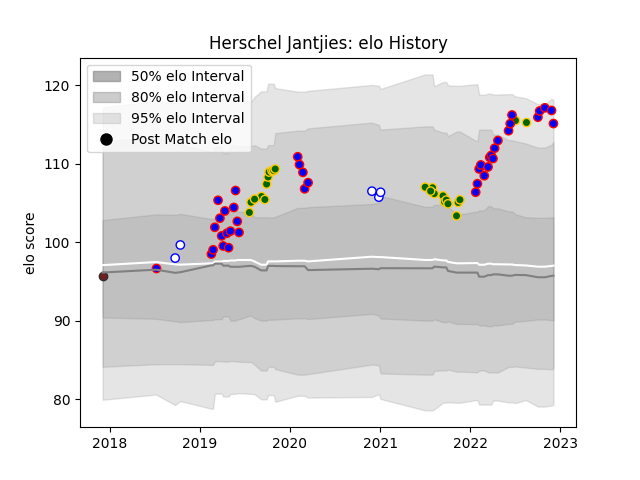 Herschel Jantjies: elo History
50% elo Interval
80% elo Interval
95% elo Interval
Post Match elo
elo score
120
110
100
90
80
2018
2019
2020
2021
2022
2023